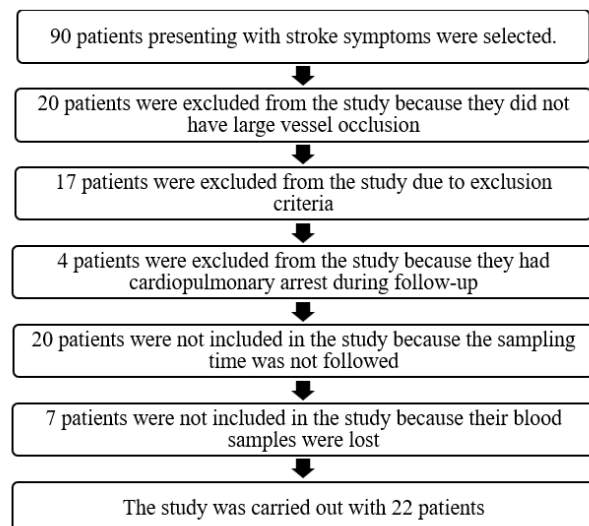 90 patients presenting with stroke symptoms were selected.
20 patients were excluded from the study because they did not
have large vessel occlusion
17 patients were excluded from the study due to exclusion
criteria
4 patients were excluded from the study because they had
cardiopulmonary arrest during follow-up
20 patients were not included in the study because the sampling
time was not followed
7 patients were not included in the study because their blood
samples were lost
The study was carried out with 22 patients